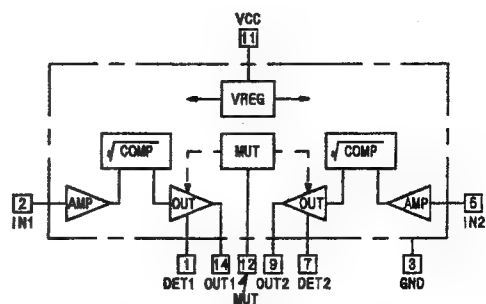 VCC
11
VREG
√COMP MUT √COMP
2 AMP OUT OUT AMP 5
IN1 IN2
1 14 12 9 7 3
DET1 OUT1 OUT2 DET2 GND
MUT